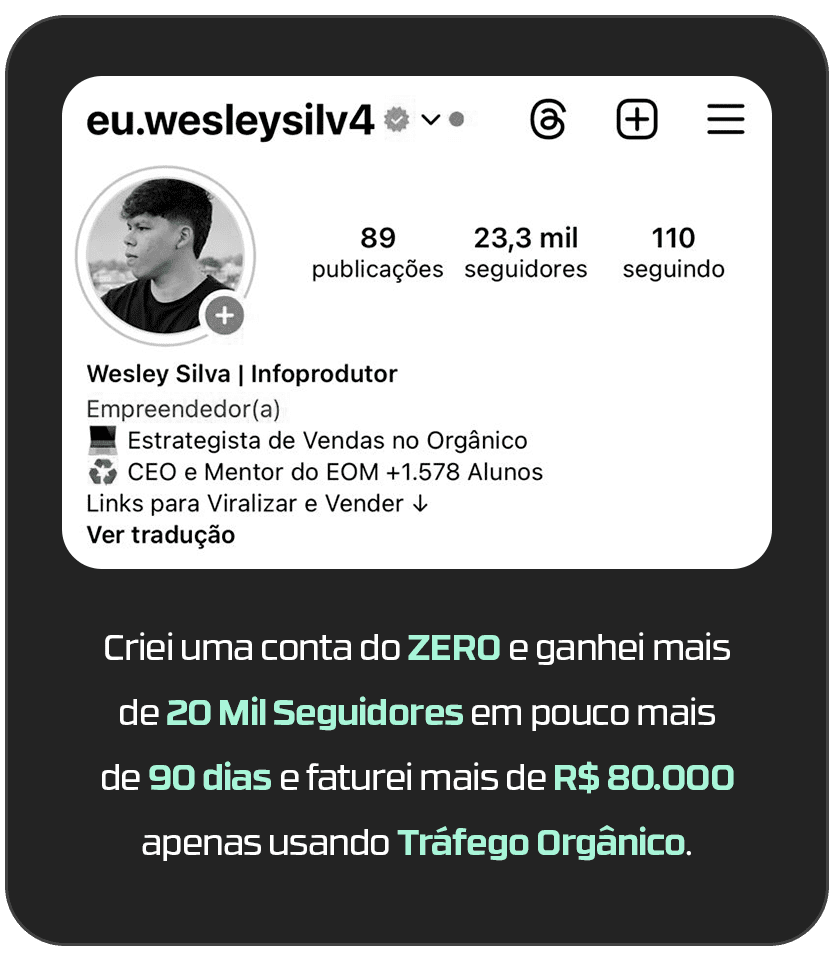 eu.wesleysilv4
89 23,3 mil 110
publicações seguidores seguindo
Wesley Silva | Infoprodutor
Empreendedor(a)
Estrategista de Vendas no Orgânico
CEO e Mentor do EOM +1.578 Alunos
Links para Viralizar e Vender ↓
Ver tradução
Criei uma conta do ZERO e ganhei mais
de 20 Mil Seguidores em pouco mais
de 90 dias e faturei mais de R$ 80.000
apenas usando Tráfego Orgânico.